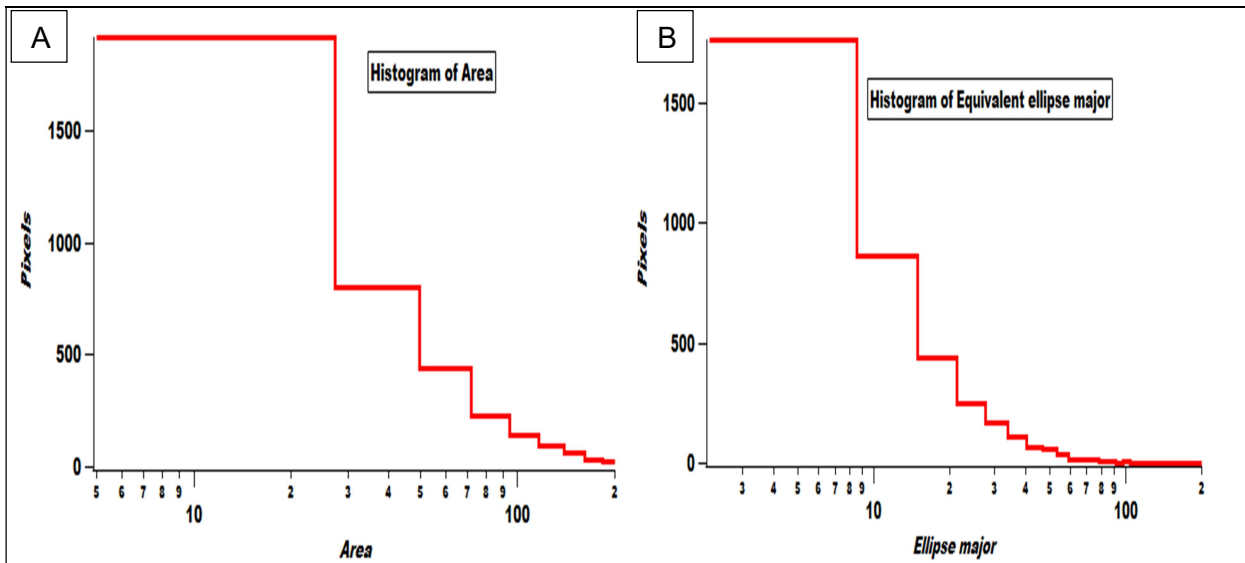 A
Histogram of Area
1500
1000
500
0
Pixels
5 6 7 8 9 2 3 4 5 6 7 8 9 2
10 100
Area
B
Histogram of Equivalent ellipse major
1500
1000
500
0
Pixels
3 4 5 6 7 8 9 2 3 4 5 6 7 8 9 2
10 100
Ellipse major